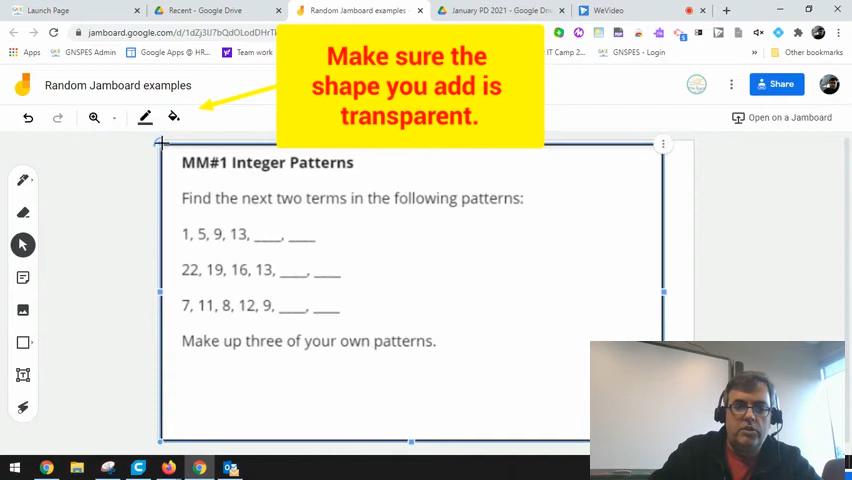 Launch Page
Recent - Google Drive
Random Jamboard examples
January PD 2021 - Google Drive
WeVideo
Apps
GNSPES Admin
Google Apps @ HR...
Team work
IT Camp 2...
GNSPES - Login
Other bookmarks
Random Jamboard examples
Share
Open on a Jamboard
Make sure the
shape you add is
transparent.
MM#1 Integer Patterns
Find the next two terms in the following patterns:
1, 5, 9, 13, ____, ____
22, 19, 16, 13, ____, ____
7, 11, 8, 12, 9, ____, ____
Make up three of your own patterns.